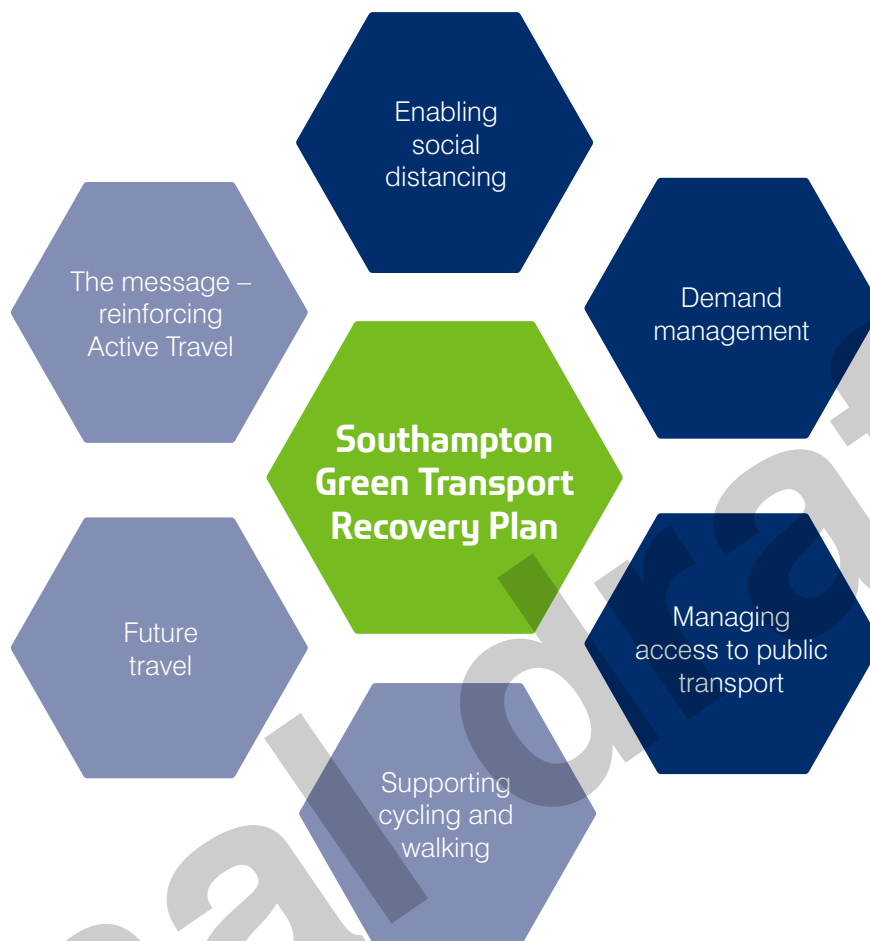 Enabling
social
distancing
The message –
reinforcing
Active Travel
Demand
management
Southampton
Green Transport
Recovery Plan
Future
travel
Managing
access to public
transport
Supporting
cycling and
walking